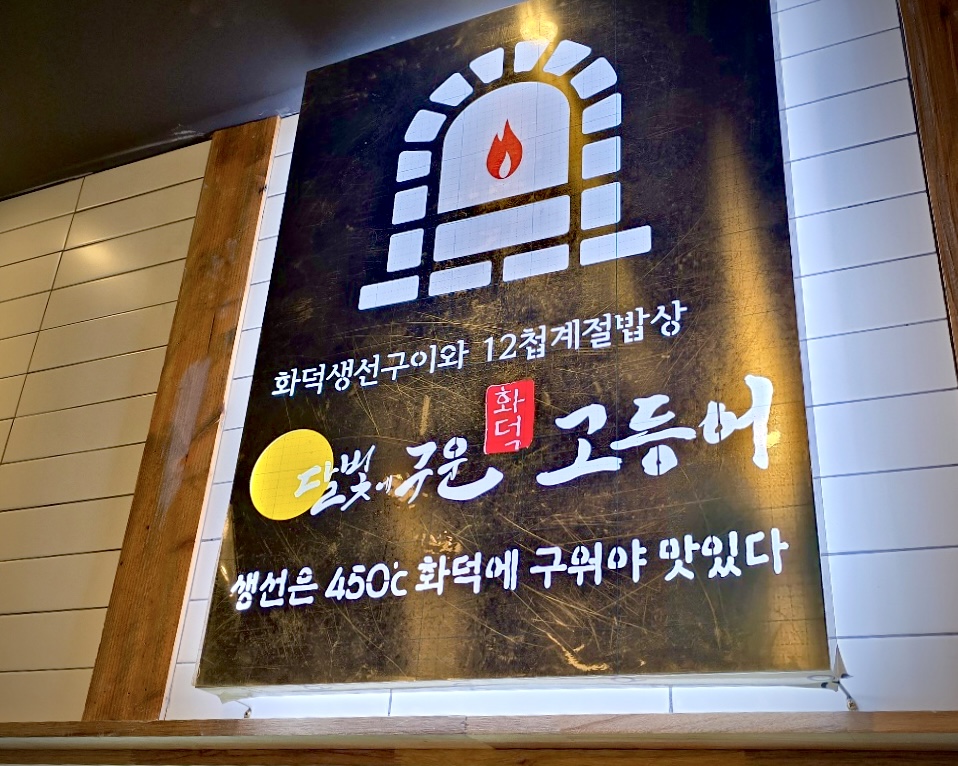 화덕생선구이와 12첩계절밥상
달빛에 구운 화덕 고등어
생선은 450℃ 화덕에 구워야 맛있다